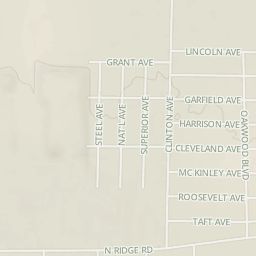 LINCOLN AVE
GRANT AVE
GARFIELD AVE
STEEL AVE
NAT'L AVE
SUPERIOR AVE
CLINTON AVE
HARRISON AVE
OAKWOOD BLVD
CLEVELAND AVE
MC KINLEY AVE
ROOSEVELT AVE
TAFT AVE
N RIDGE RD